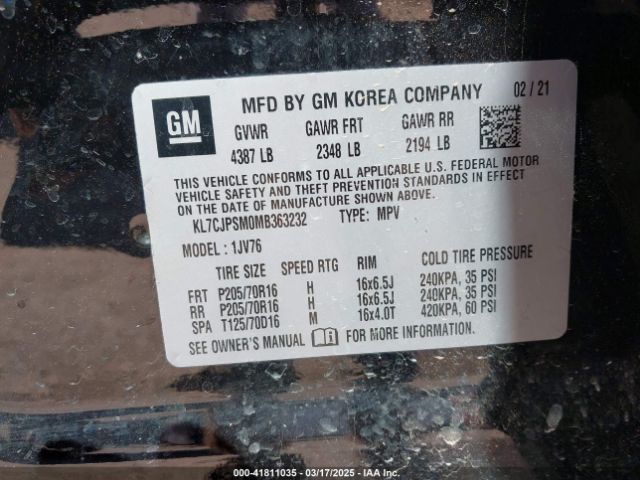 GM
MFD BY GM KOREA COMPANY 02 / 21
GVWR GAWR FRT GAWR RR
4387 LB 2348 LB 2194 LB
THIS VEHICLE CONFORMS TO ALL APPLICABLE U.S. FEDERAL MOTOR
VEHICLE SAFETY AND THEFT PREVENTION STANDARDS IN EFFECT
ON THE DATE OF MANUFACTURE SHOWN ABOVE.
KL7CJPSM0MB363232 TYPE: MPV
MODEL : 1JV76
TIRE SIZE SPEED RTG RIM COLD TIRE PRESSURE
FRT P205/70R16 H 16x6.5J 240KPA, 35 PSI
RR P205/70R16 H 16x6.5J 240KPA, 35 PSI
SPA T125/70D16 M 16x4.0T 420KPA, 60 PSI
SEE OWNER'S MANUAL FOR MORE INFORMATION.
000-41811035 - 03/17/2025 - IAA Inc.